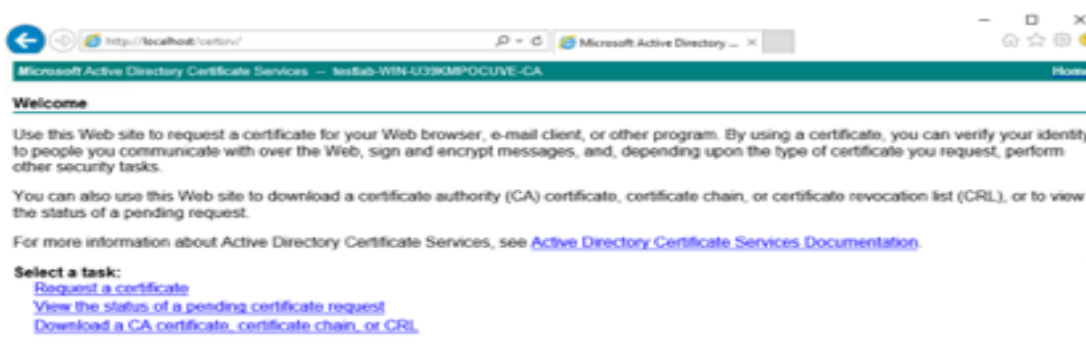 http://localhost/certsrv/
Microsoft Active Directory ...
Microsoft Active Directory Certificate Services -- testlab-WIN-U39KMPOCUVE-CA
Home
Welcome
Use this Web site to request a certificate for your Web browser, e-mail client, or other program. By using a certificate, you can verify your identity
to people you communicate with over the Web, sign and encrypt messages, and, depending upon the type of certificate you request, perform
other security tasks.
You can also use this Web site to download a certificate authority (CA) certificate, certificate chain, or certificate revocation list (CRL), or to view
the status of a pending request.
For more information about Active Directory Certificate Services, see Active Directory Certificate Services Documentation.
Select a task:
Request a certificate
View the status of a pending certificate request
Download a CA certificate, certificate chain, or CRL